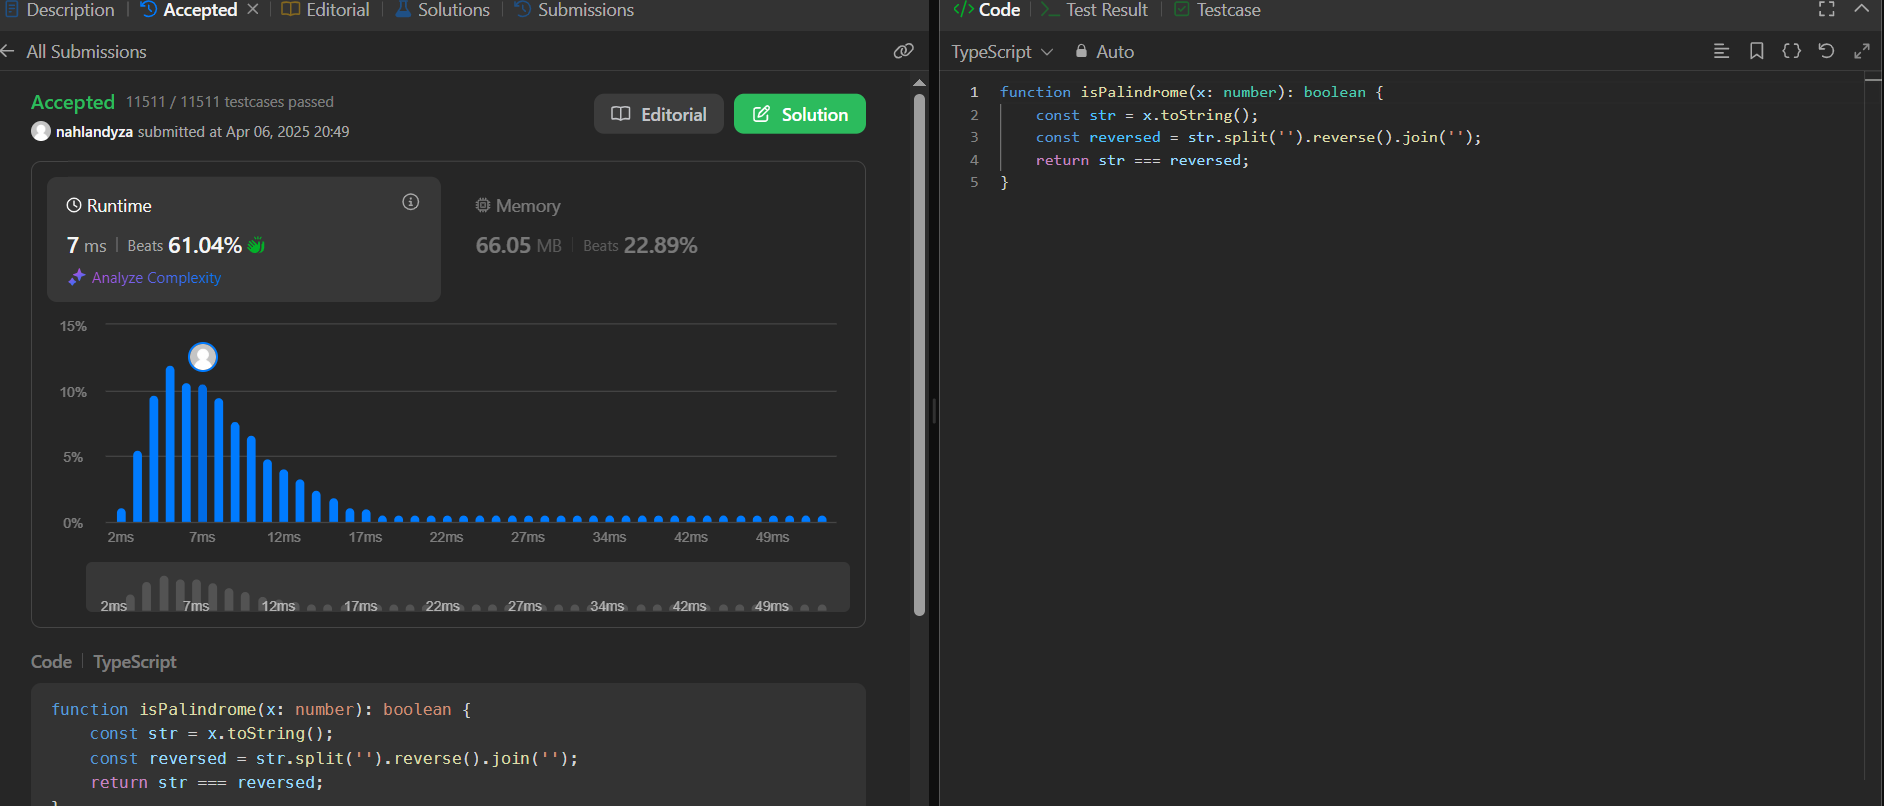 Description
Accepted
Editorial
Solutions
Submissions
All Submissions
Accepted 11511 / 11511 testcases passed
nahlandyza submitted at Apr 06, 2025 20:49
Editorial
Solution
Runtime
7 ms | Beats 61.04%
Analyze Complexity
Memory
66.05 MB | Beats 22.89%
15%
10%
5%
0%
2ms 7ms 12ms 17ms 22ms 27ms 34ms 42ms 49ms
2ms 7ms 12ms 17ms 22ms 27ms 34ms 42ms 49ms
Code | TypeScript
function isPalindrome(x: number): boolean {
    const str = x.toString();
    const reversed = str.split('').reverse().join('');
    return str === reversed;
}
</> Code
>_ Test Result
Testcase
TypeScript
Auto
1 function isPalindrome(x: number): boolean {
2     const str = x.toString();
3     const reversed = str.split('').reverse().join('');
4     return str === reversed;
5 }